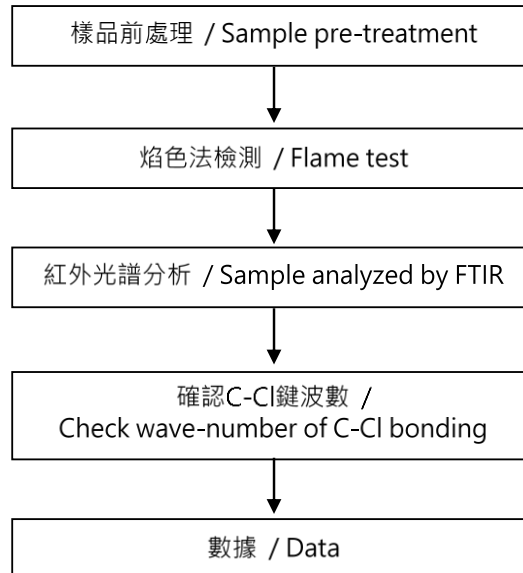 樣品前處理 / Sample pre-treatment
焰色法檢測 / Flame test
紅外光譜分析 / Sample analyzed by FTIR
確認C-Cl鍵波數 /
Check wave-number of C-Cl bonding
數據 / Data